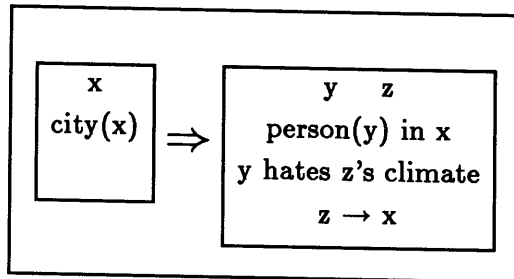 x
city(x)
⇒
y z
person(y) in x
y hates z's climate
z → x